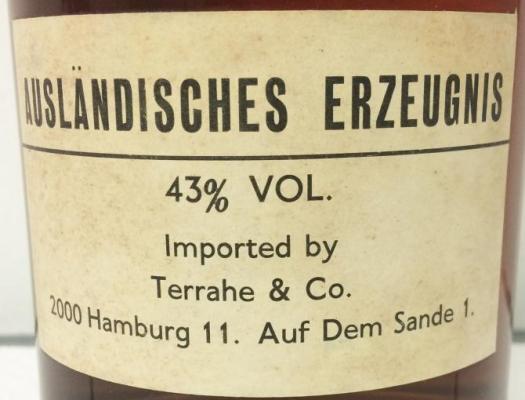 AUSLÄNDISCHES ERZEUGNIS
43% VOL.
Imported by
Terrahe & Co.
2000 Hamburg 11. Auf Dem Sande 1.